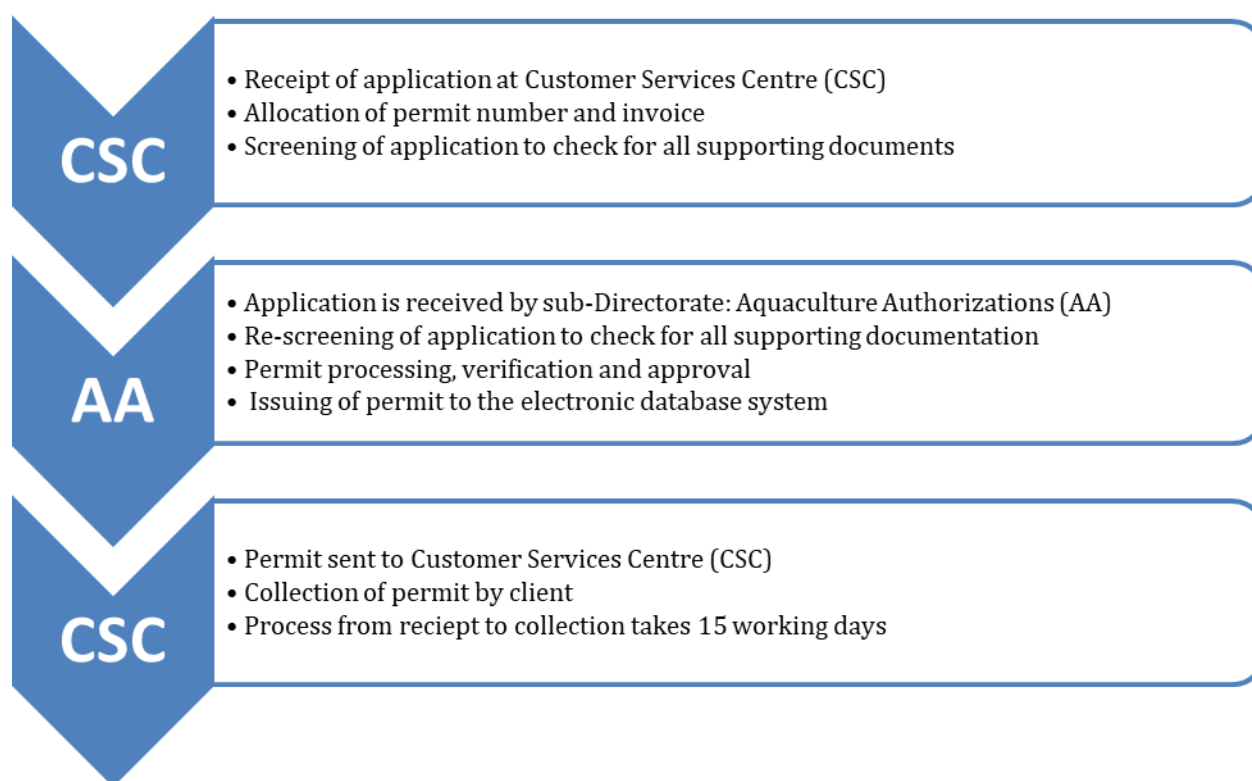 CSC
• Receipt of application at Customer Services Centre (CSC)
• Allocation of permit number and invoice
• Screening of application to check for all supporting documents
AA
• Application is received by sub-Directorate: Aquaculture Authorizations (AA)
• Re-screening of application to check for all supporting documentation
• Permit processing, verification and approval
• Issuing of permit to the electronic database system
CSC
• Permit sent to Customer Services Centre (CSC)
• Collection of permit by client
• Process from reciept to collection takes 15 working days